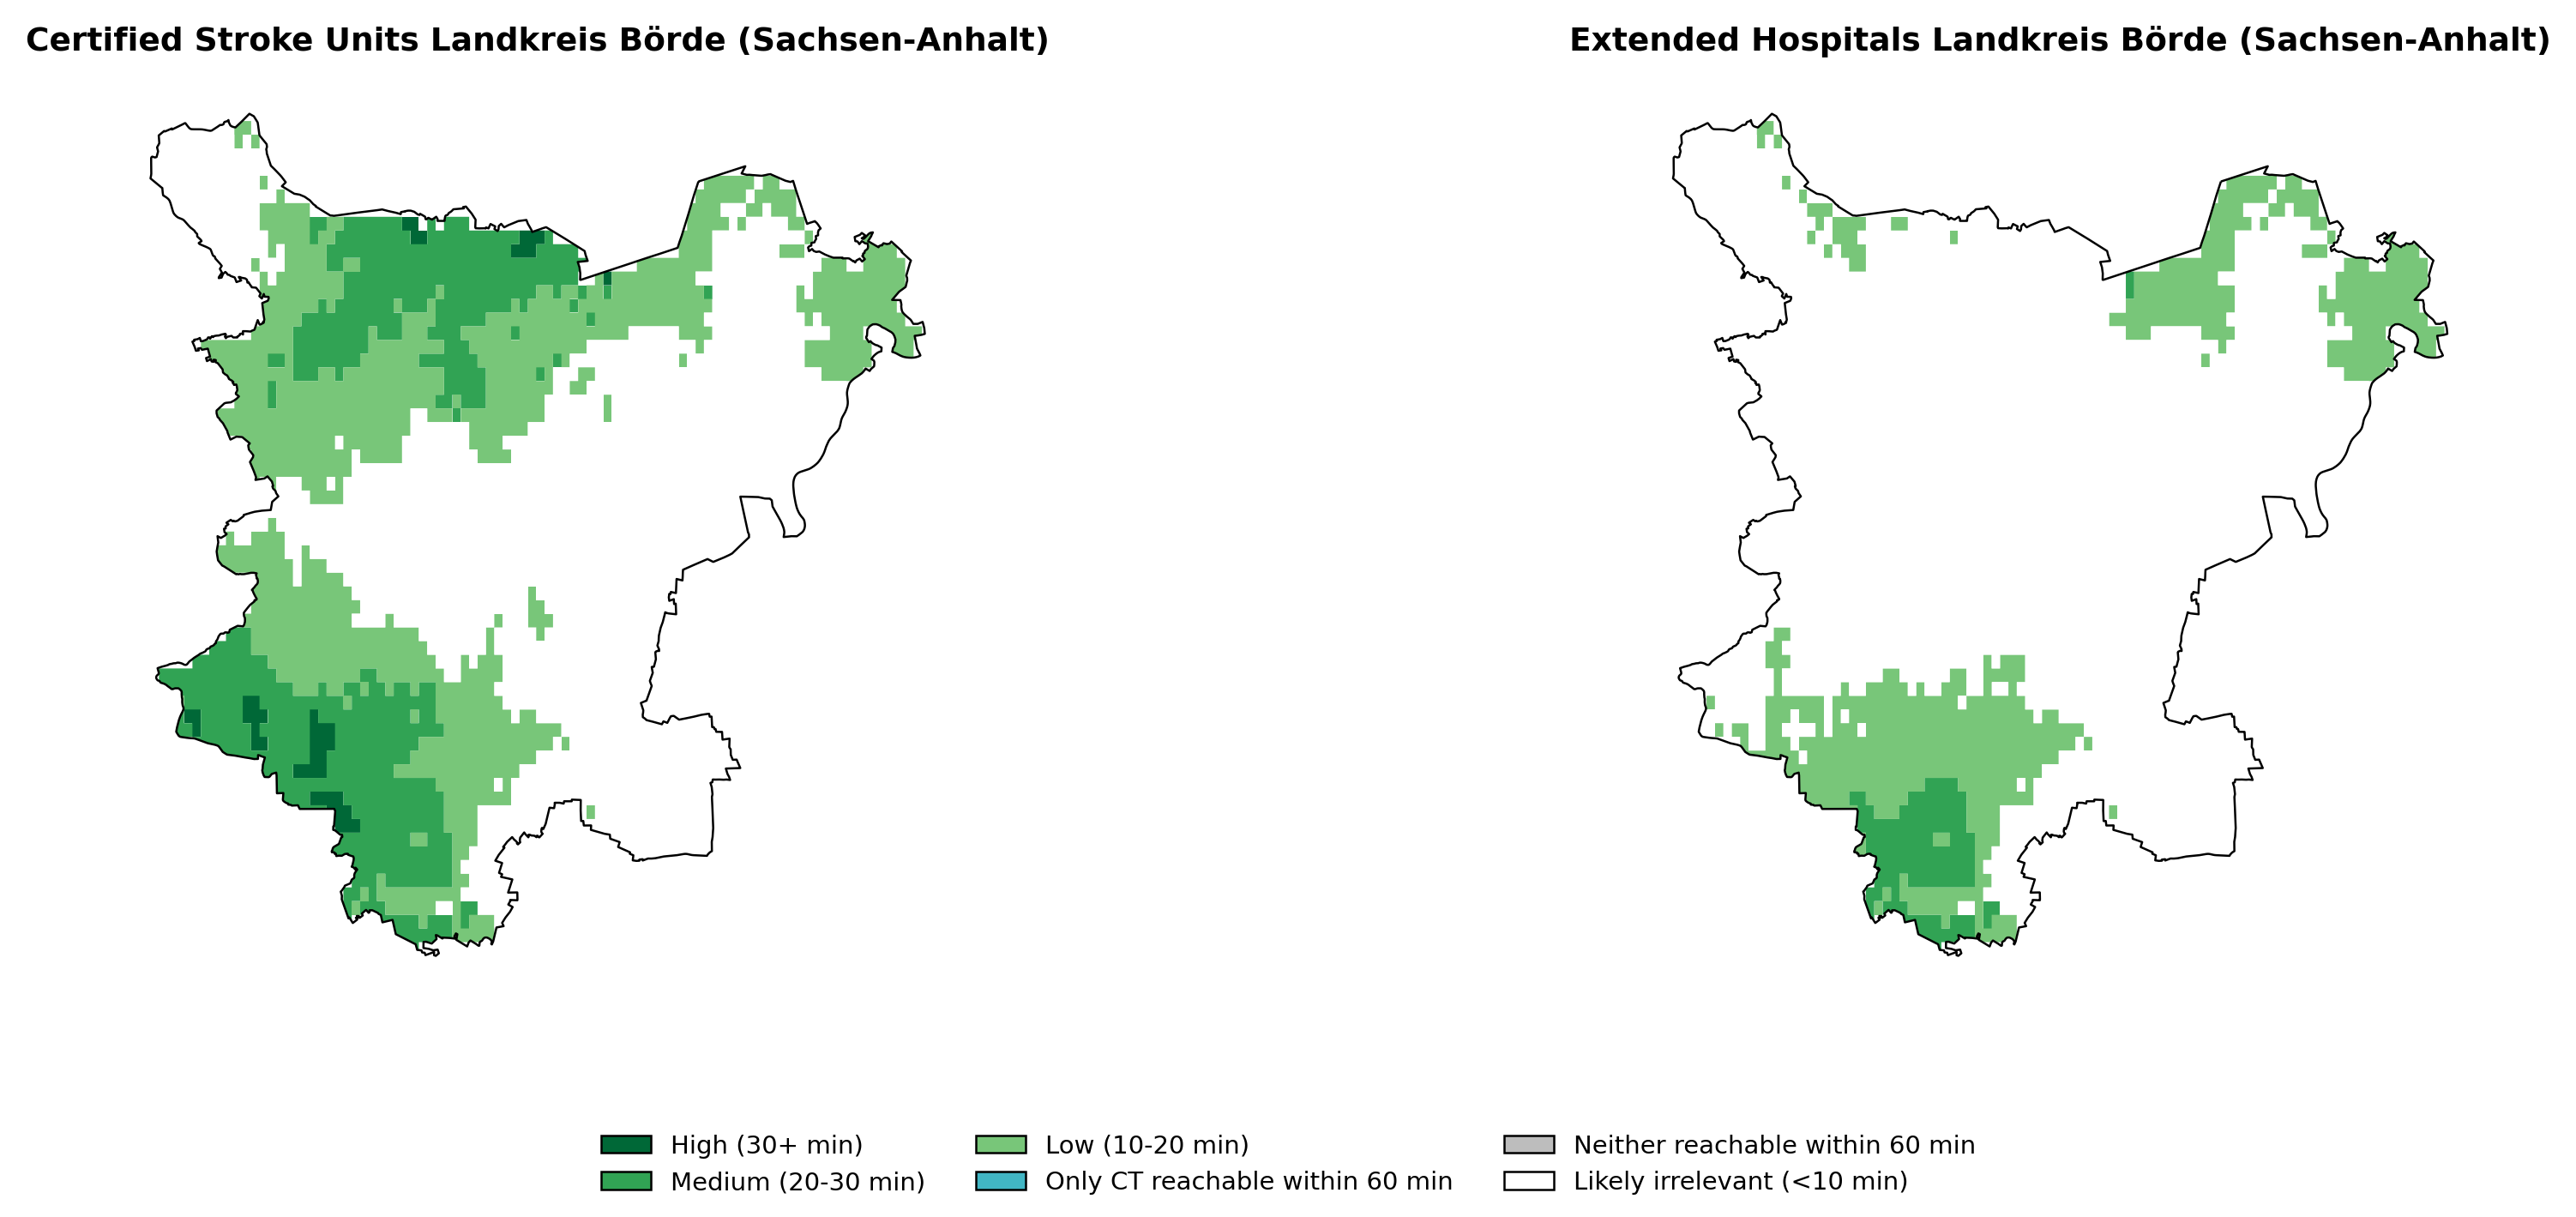 Certified Stroke Units Landkreis Börde (Sachsen-Anhalt)
Extended Hospitals Landkreis Börde (Sachsen-Anhalt)
High (30+ min)
Medium (20-30 min)
Low (10-20 min)
Only CT reachable within 60 min
Neither reachable within 60 min
Likely irrelevant (<10 min)